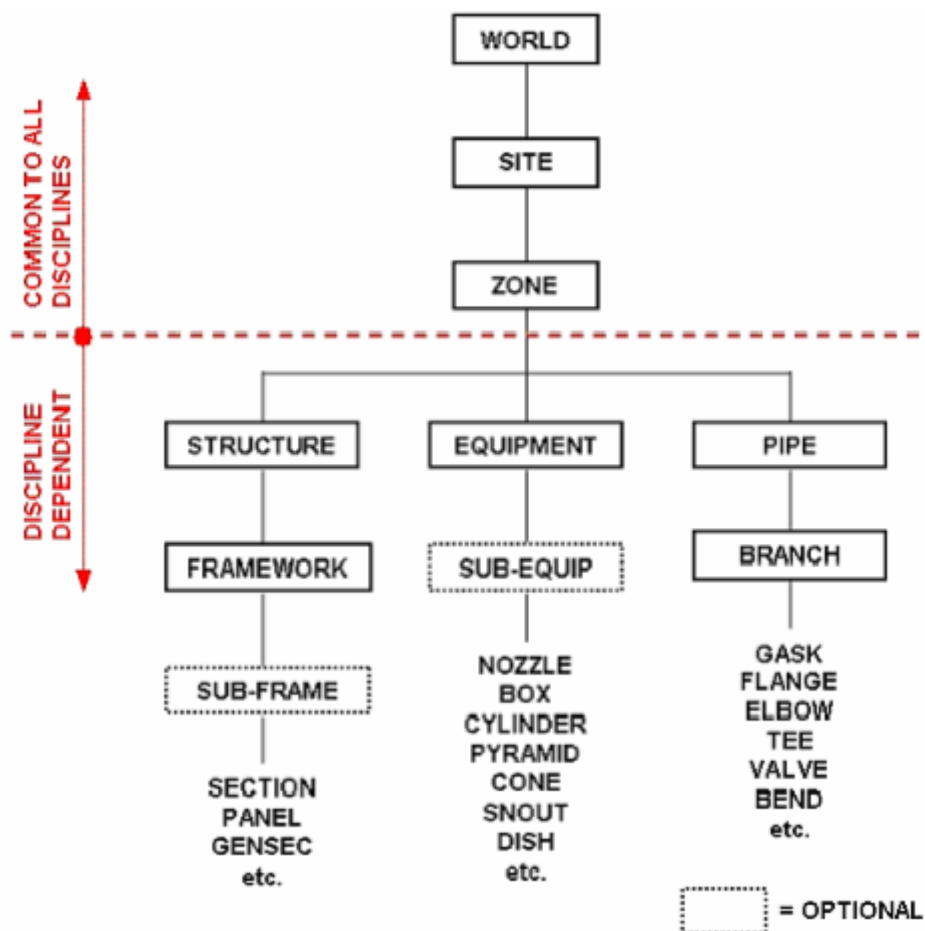 WORLD
SITE
ZONE
COMMON TO ALL
DISCIPLINES
DISCIPLINE
DEPENDENT
STRUCTURE
EQUIPMENT
PIPE
FRAMEWORK
SUB-EQUIP
BRANCH
SUB-FRAME
SECTION
PANEL
GENSEC
etc.
NOZZLE
BOX
CYLINDER
PYRAMID
CONE
SNOUT
DISH
etc.
GASK
FLANGE
ELBOW
TEE
VALVE
BEND
etc.
= OPTIONAL